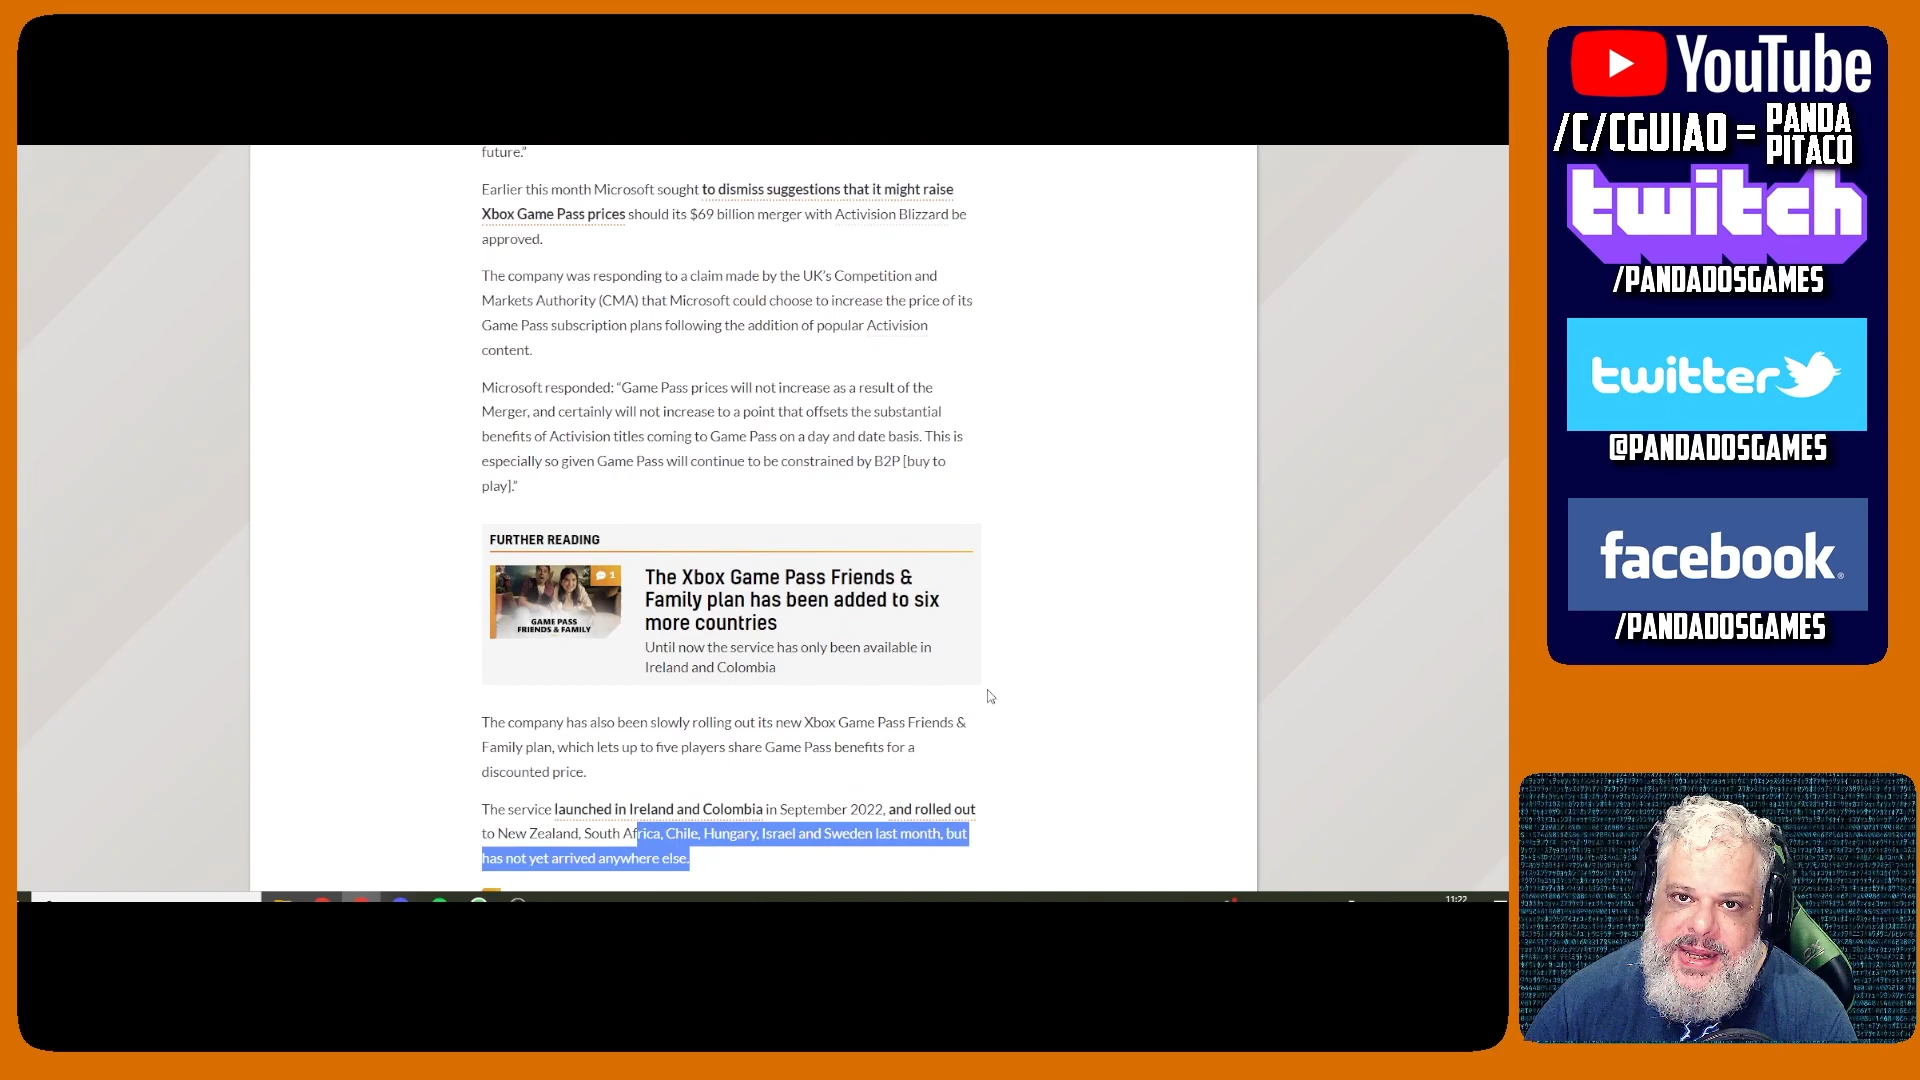 future.”
Earlier this month Microsoft sought to dismiss suggestions that it might raise
Xbox Game Pass prices should its $69 billion merger with Activision Blizzard be
approved.
The company was responding to a claim made by the UK’s Competition and
Markets Authority (CMA) that Microsoft could choose to increase the price of its
Game Pass subscription plans following the addition of popular Activision
content.
Microsoft responded: “Game Pass prices will not increase as a result of the
Merger, and certainly will not increase to a point that offsets the substantial
benefits of Activision titles coming to Game Pass on a day and date basis. This is
especially so given Game Pass will continue to be constrained by B2P [buy to
play].”
FURTHER READING
1
GAME PASS
FRIENDS & FAMILY
The Xbox Game Pass Friends &
Family plan has been added to six
more countries
Until now the service has only been available in
Ireland and Colombia
The company has also been slowly rolling out its new Xbox Game Pass Friends &
Family plan, which lets up to five players share Game Pass benefits for a
discounted price.
The service launched in Ireland and Colombia in September 2022, and rolled out
to New Zealand, South Africa, Chile, Hungary, Israel and Sweden last month, but
has not yet arrived anywhere else.
11:22
YouTube
/C/CGUIAO = PANDA
PITACO
twitch
/PANDADOSGAMES
twitter
@PANDADOSGAMES
facebook
/PANDADOSGAMES